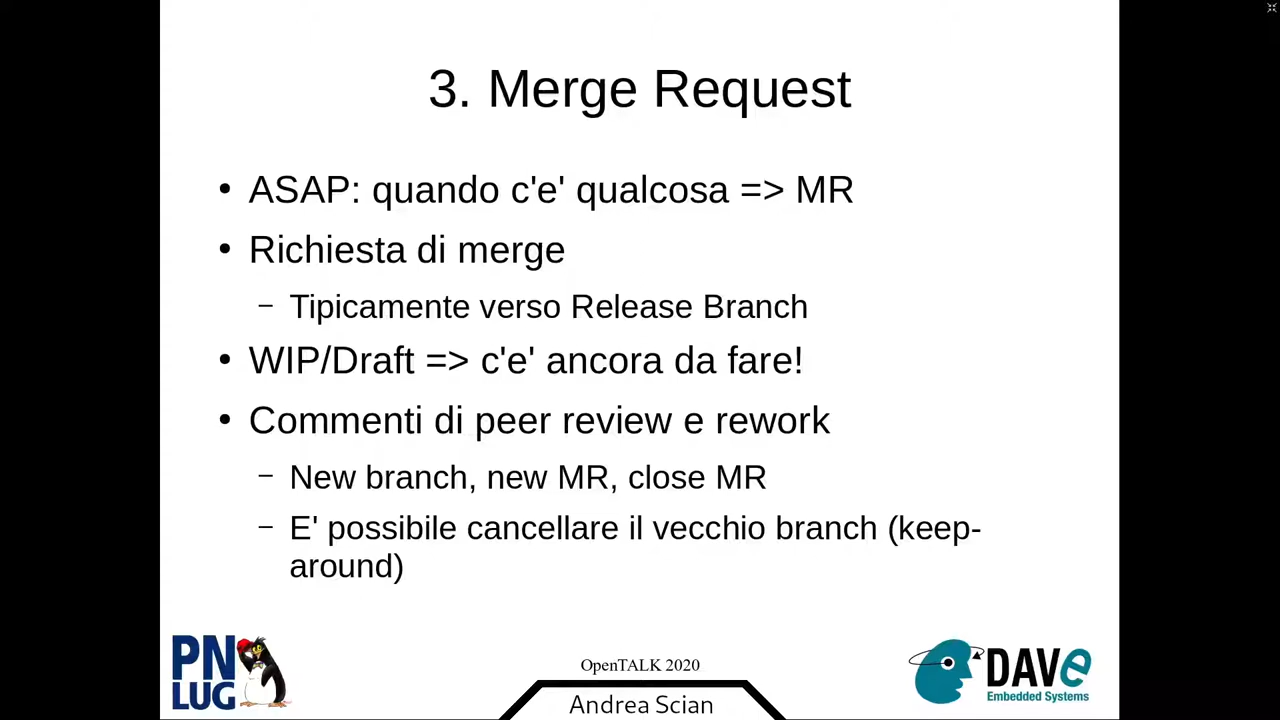 3. Merge Request
• ASAP: quando c'e' qualcosa => MR
• Richiesta di merge
– Tipicamente verso Release Branch
• WIP/Draft => c'e' ancora da fare!
• Commenti di peer review e rework
– New branch, new MR, close MR
– E' possibile cancellare il vecchio branch (keep-
around)
PN
LUG
OpenTALK 2020
Andrea Scian
DAVe
Embedded Systems